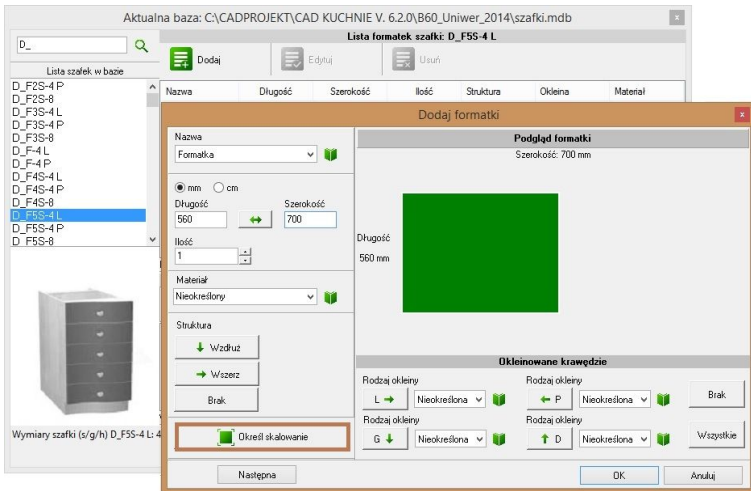 Aktualna baza: C:\CADPROJEKT\CAD KUCHNIE V. 6.2.0\B60_Uniwer_2014\szafki.mdb
x
D_
Lista szafek w bazie
D_F2S-4 P
D_F2S-8
D_F3S-4 L
D_F3S-4 P
D_F3S-8
D_F-4 L
D_F-4 P
D_F4S-4 L
D_F4S-4 P
D_F4S-8
D_F5S-4 L
D_F5S-4 P
D_F5S-8
Wymiary szafki (s/g/h) D_F5S-4 L: 4
Lista formatek szafki: D_F5S-4 L
Dodaj Edytuj Usuń
Nazwa Długość Szerokość Ilość Struktura Okleina Materiał
Dodaj formatki
x
Nazwa
Formatka
mm cm
Długość Szerokość
560 700
Ilość
1
Materiał
Nieokreślony
Struktura
Wzdłuż
Wszerz
Brak
Określ skalowanie
Podgląd formatki
Szerokość: 700 mm
Długość
560 mm
Okleinowane krawędzie
Rodzaj okleiny Rodzaj okleiny
L Nieokreślona P Nieokreślona Brak
Rodzaj okleiny Rodzaj okleiny
G Nieokreślona D Nieokreślona Wszystkie
Następna OK Anuluj